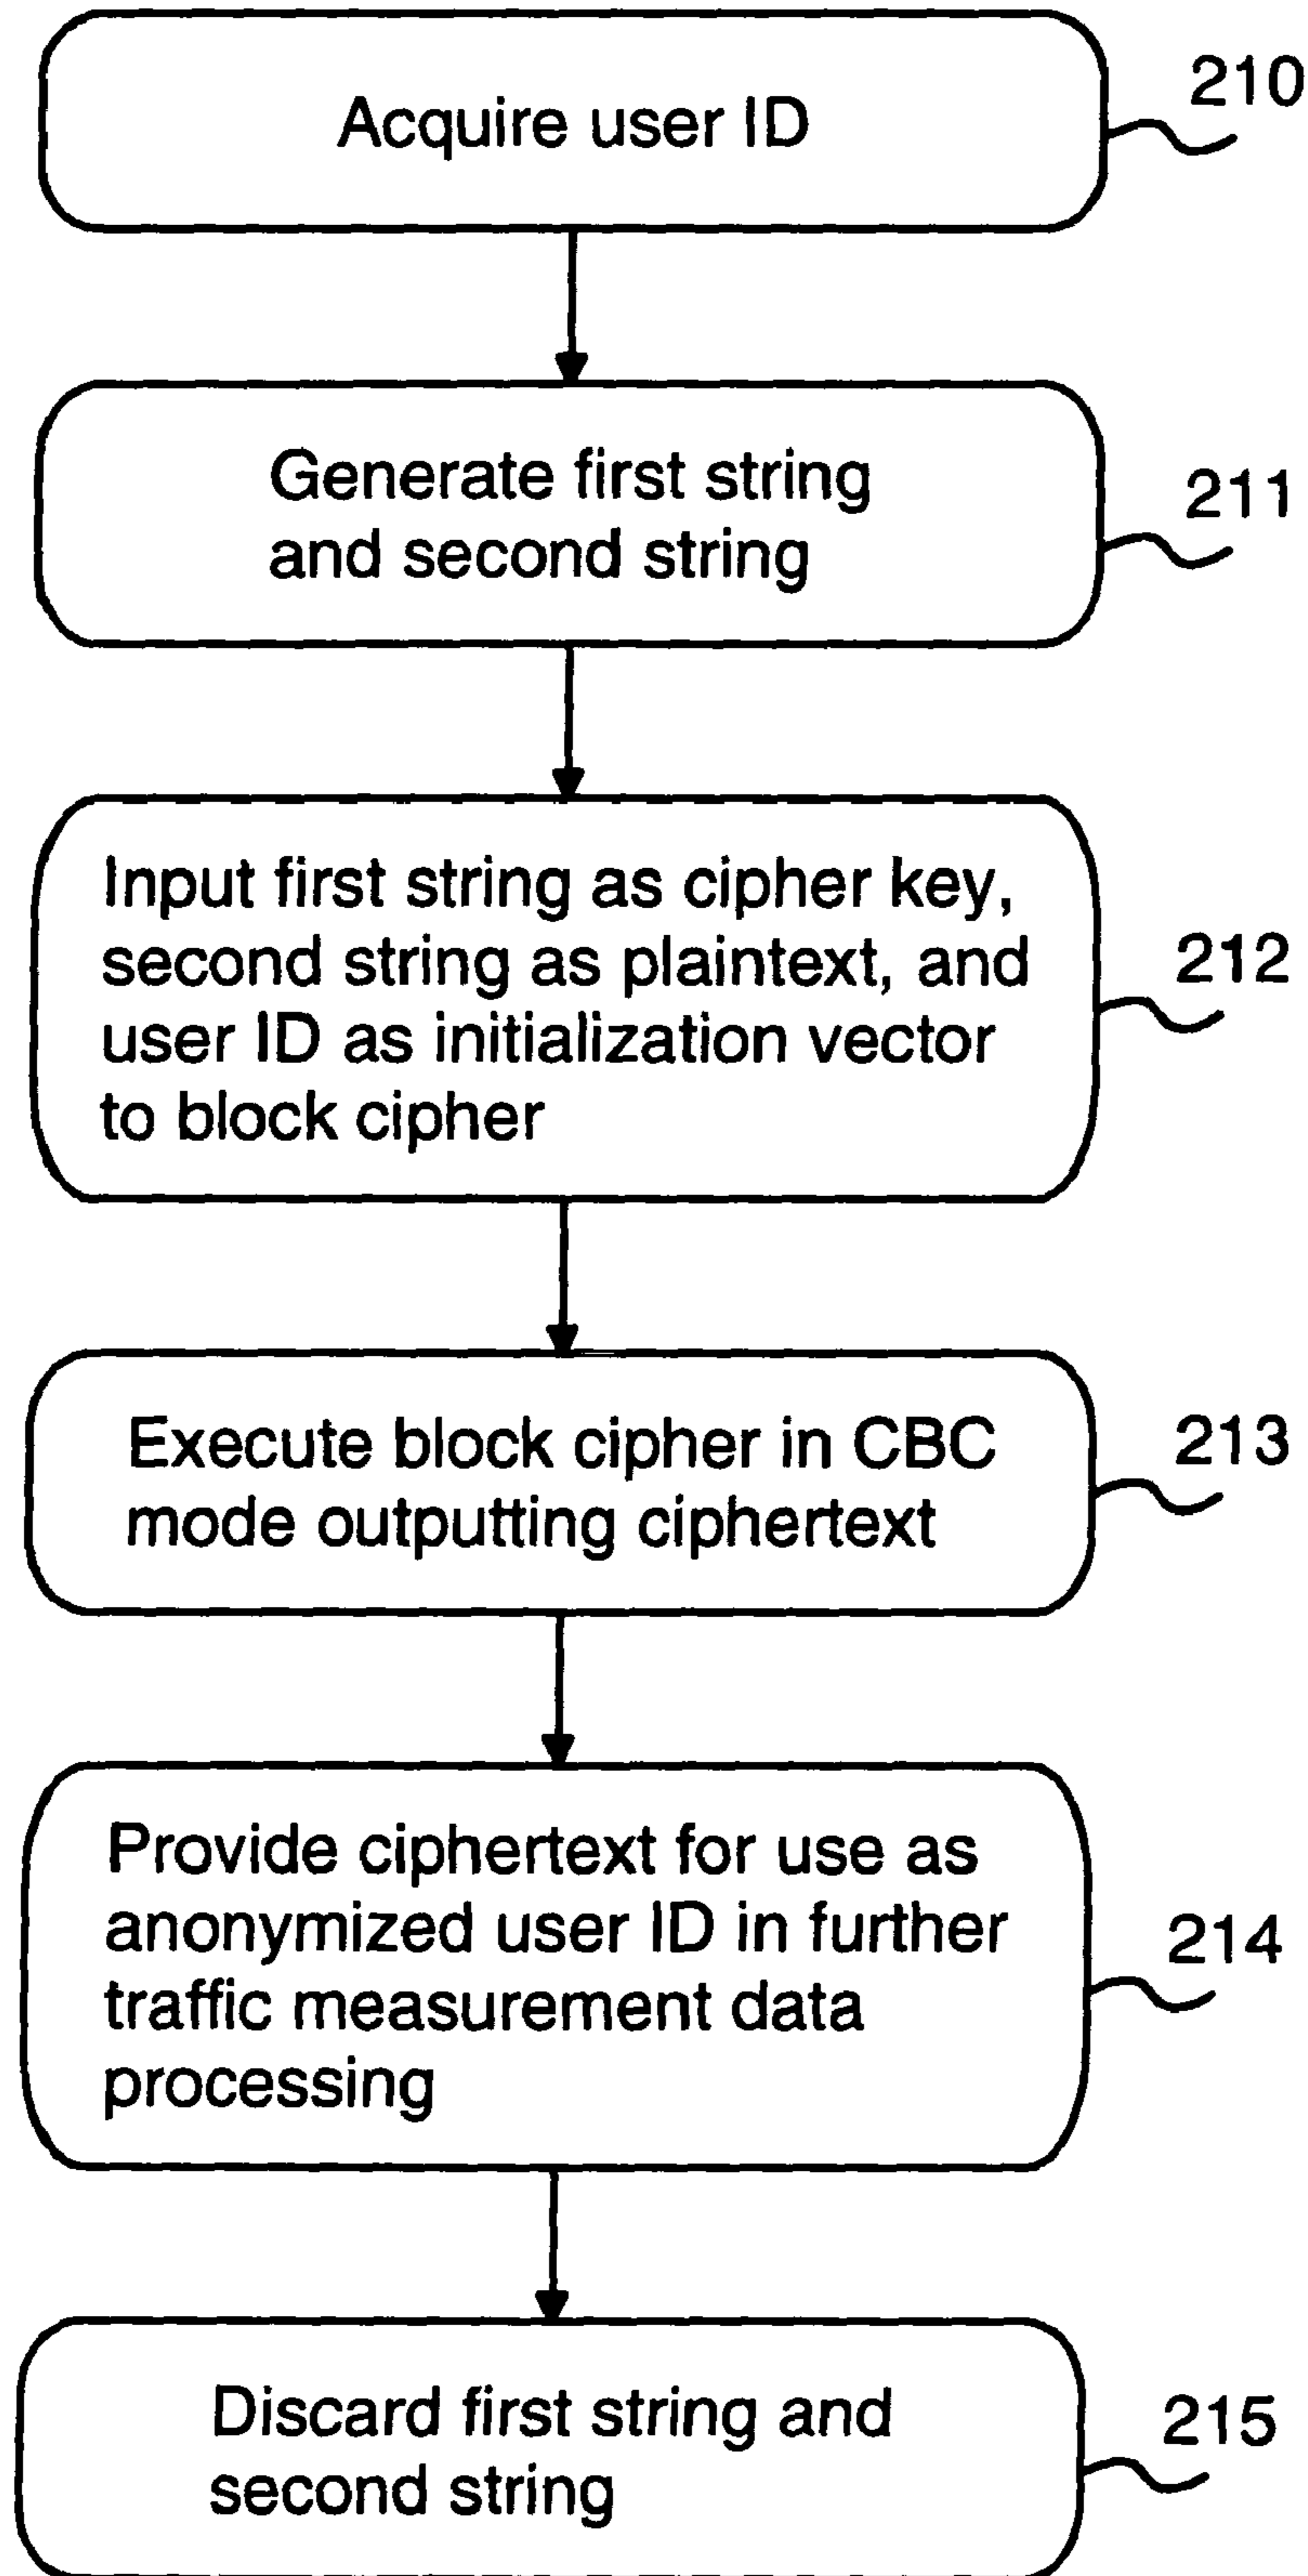 Acquire user ID
210
Generate first string
and second string
211
Input first string as cipher key,
second string as plaintext, and
user ID as initialization vector
to block cipher
212
Execute block cipher in CBC
mode outputting ciphertext
213
Provide ciphertext for use as
anonymized user ID in further
traffic measurement data
processing
214
Discard first string and
second string
215